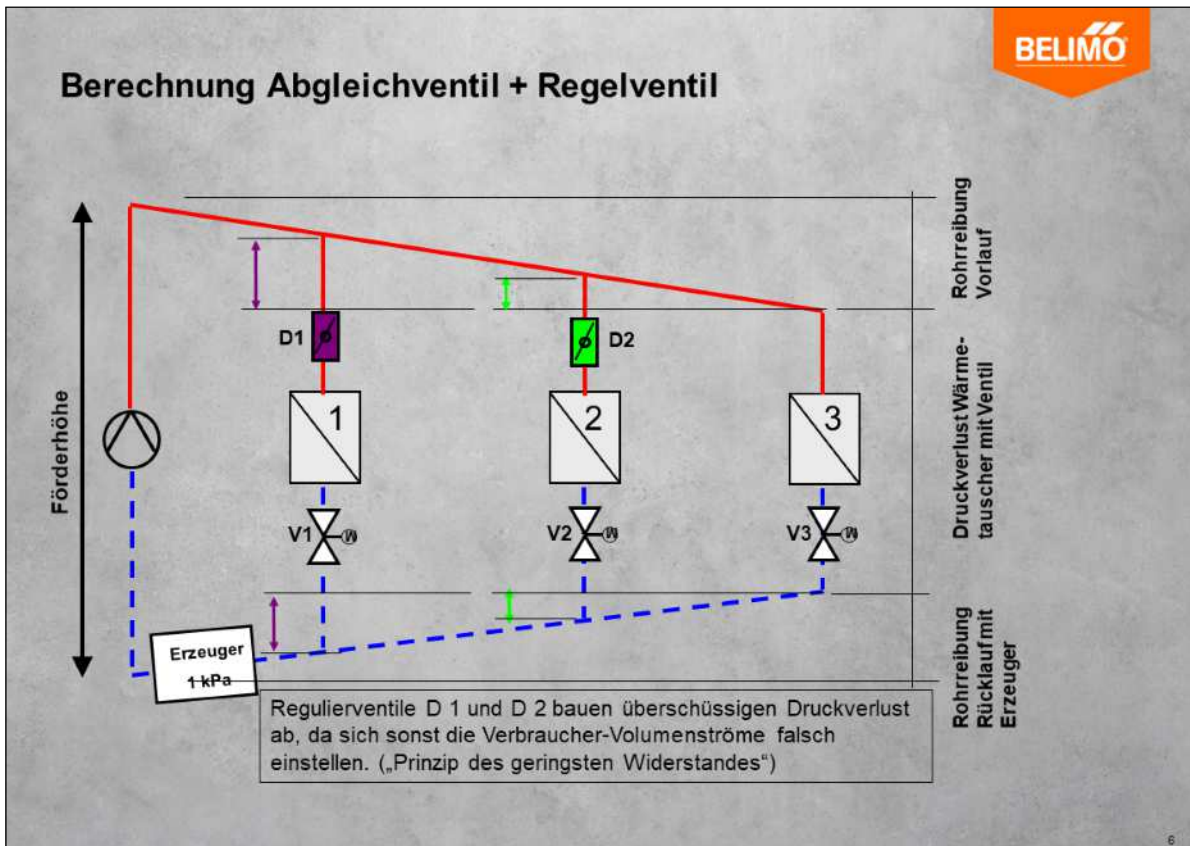 BELIMO
Berechnung Abgleichventil + Regelventil
Förderhöhe
D1
D2
1
2
3
V1
M
V2
M
V3
M
Erzeuger
1 kPa
Rohrreibung
Vorlauf
Druckverlust Wärme-
tauscher mit Ventil
Rohrreibung
Rücklauf mit
Erzeuger
Regulierventile D 1 und D 2 bauen überschüssigen Druckverlust
ab, da sich sonst die Verbraucher-Volumenströme falsch
einstellen. („Prinzip des geringsten Widerstandes“)
6